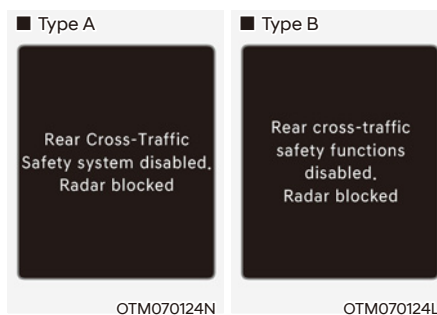 ■ Type A
Rear Cross-Traffic
Safety system disabled.
Radar blocked
OTM070124N
■ Type B
Rear cross-traffic
safety functions
disabled.
Radar blocked
OTM070124L